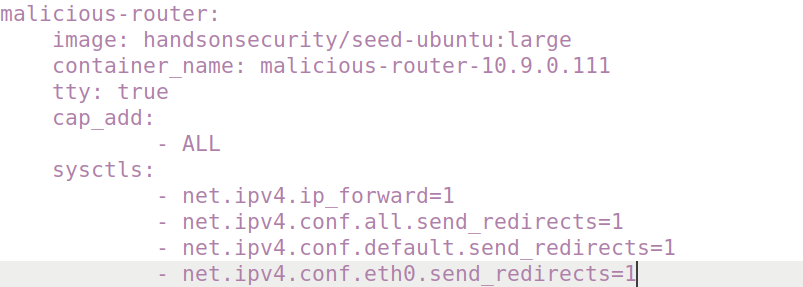 malicious-router:
image: handsonsecurity/seed-ubuntu:large
container_name: malicious-router-10.9.0.111
tty: true
cap_add:
- ALL
sysctls:
- net.ipv4.ip_forward=1
- net.ipv4.conf.all.send_redirects=1
- net.ipv4.conf.default.send_redirects=1
- net.ipv4.conf.eth0.send_redirects=1